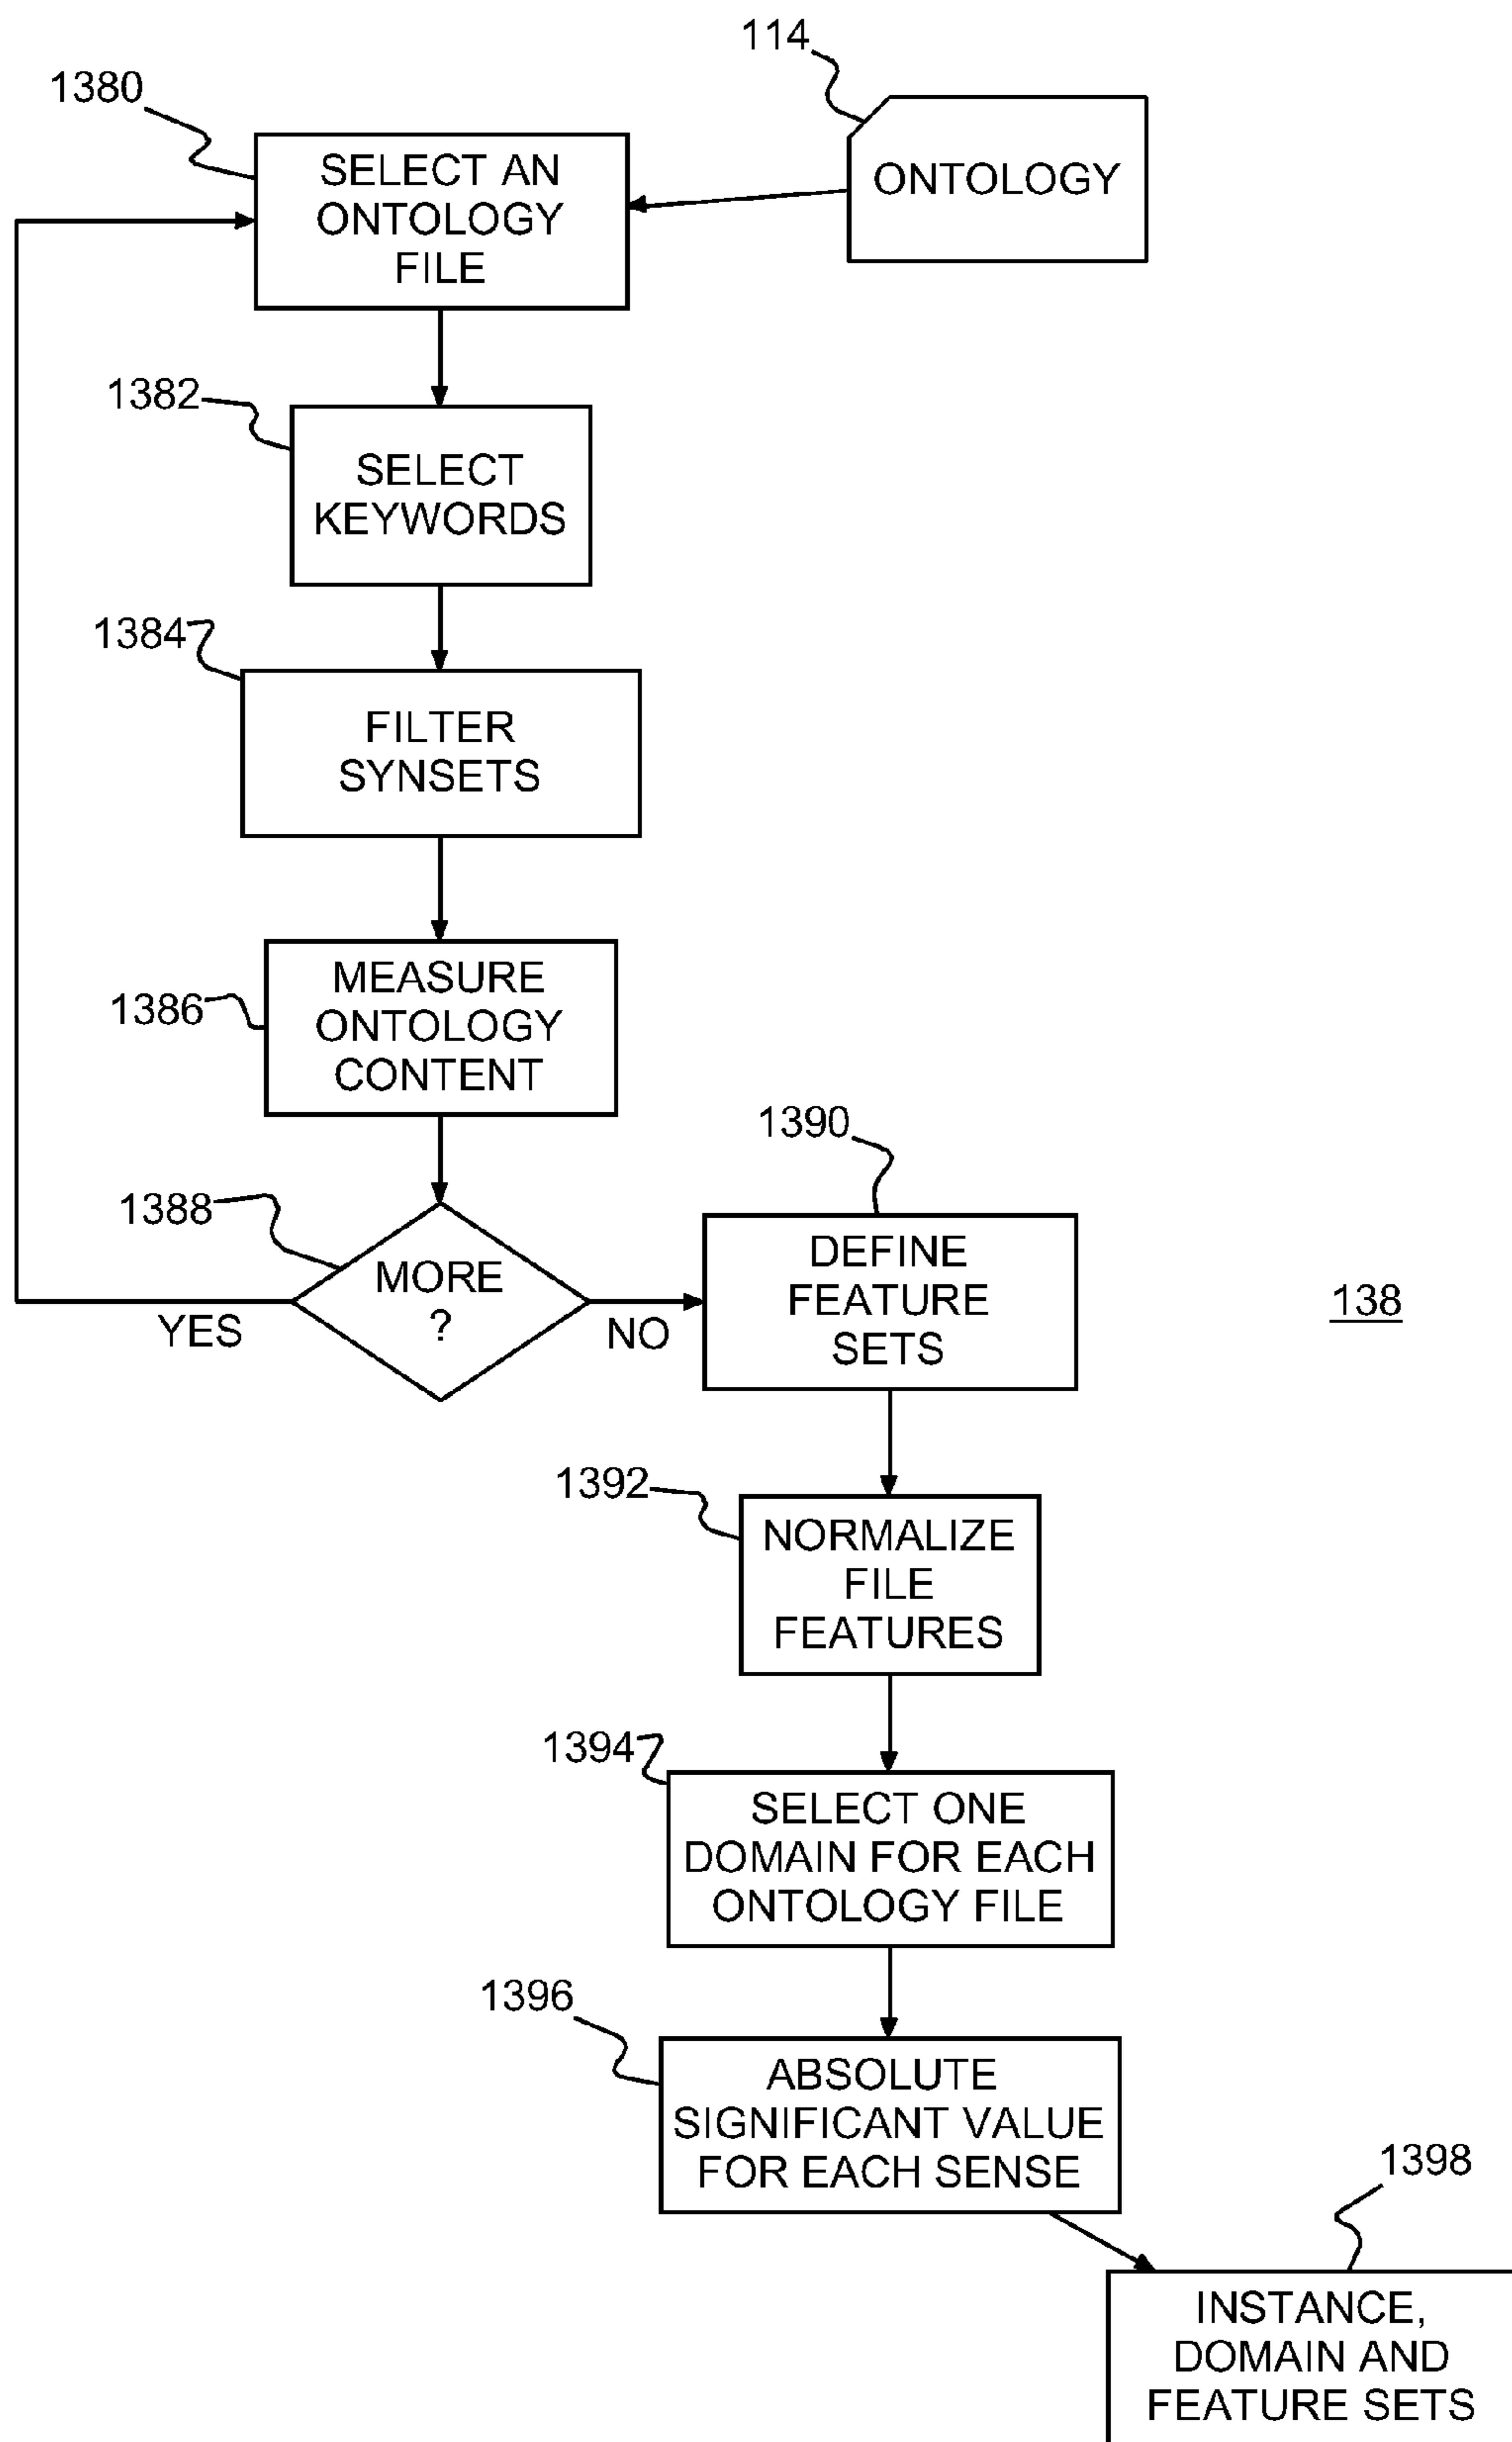 114
1380
SELECT AN
ONTOLOGY
FILE
ONTOLOGY
1382
SELECT
KEYWORDS
1384
FILTER
SYNSETS
1386
MEASURE
ONTOLOGY
CONTENT
1388
MORE
?
YES
NO
1390
DEFINE
FEATURE
SETS
138
1392
NORMALIZE
FILE
FEATURES
1394
SELECT ONE
DOMAIN FOR EACH
ONTOLOGY FILE
1396
ABSOLUTE
SIGNIFICANT VALUE
FOR EACH SENSE
1398
INSTANCE,
DOMAIN AND
FEATURE SETS